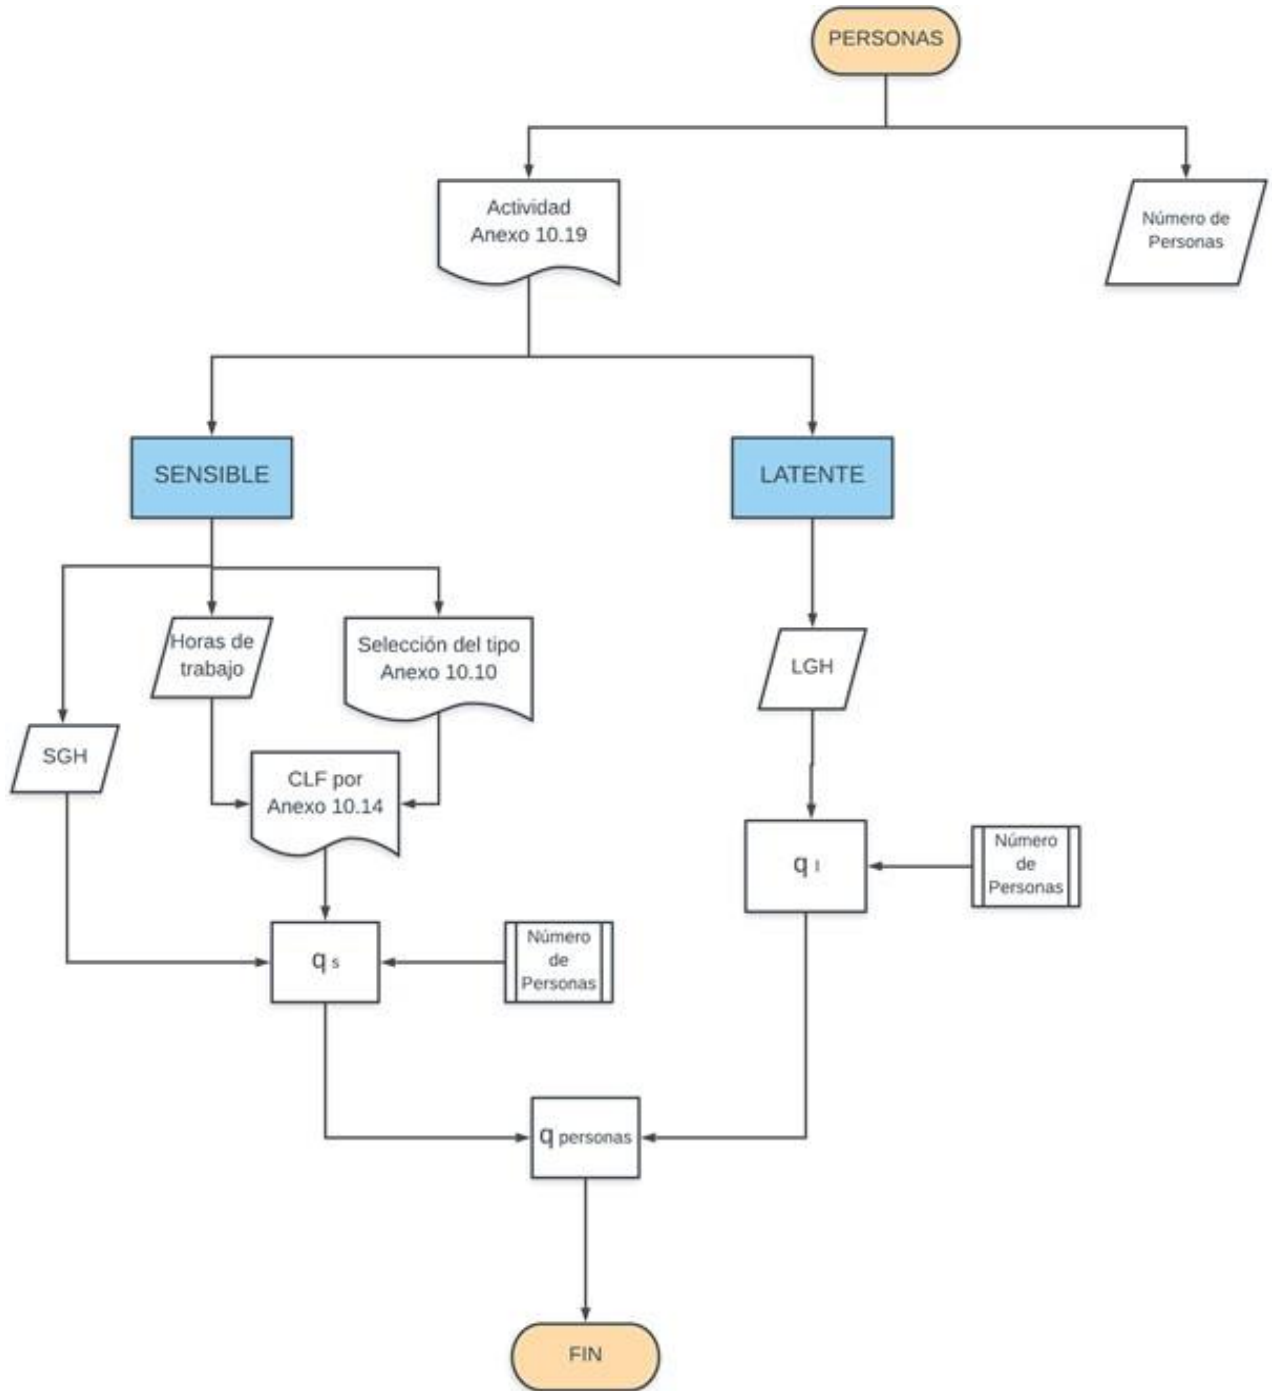 PERSONAS
Actividad
Anexo 10.19
Número de
Personas
SENSIBLE
LATENTE
Horas de
trabajo
Selección del tipo
Anexo 10.10
LGH
SGH
CLF por
Anexo 10.14
q l
Número
de
Personas
q s
Número
de
Personas
q personas
FIN